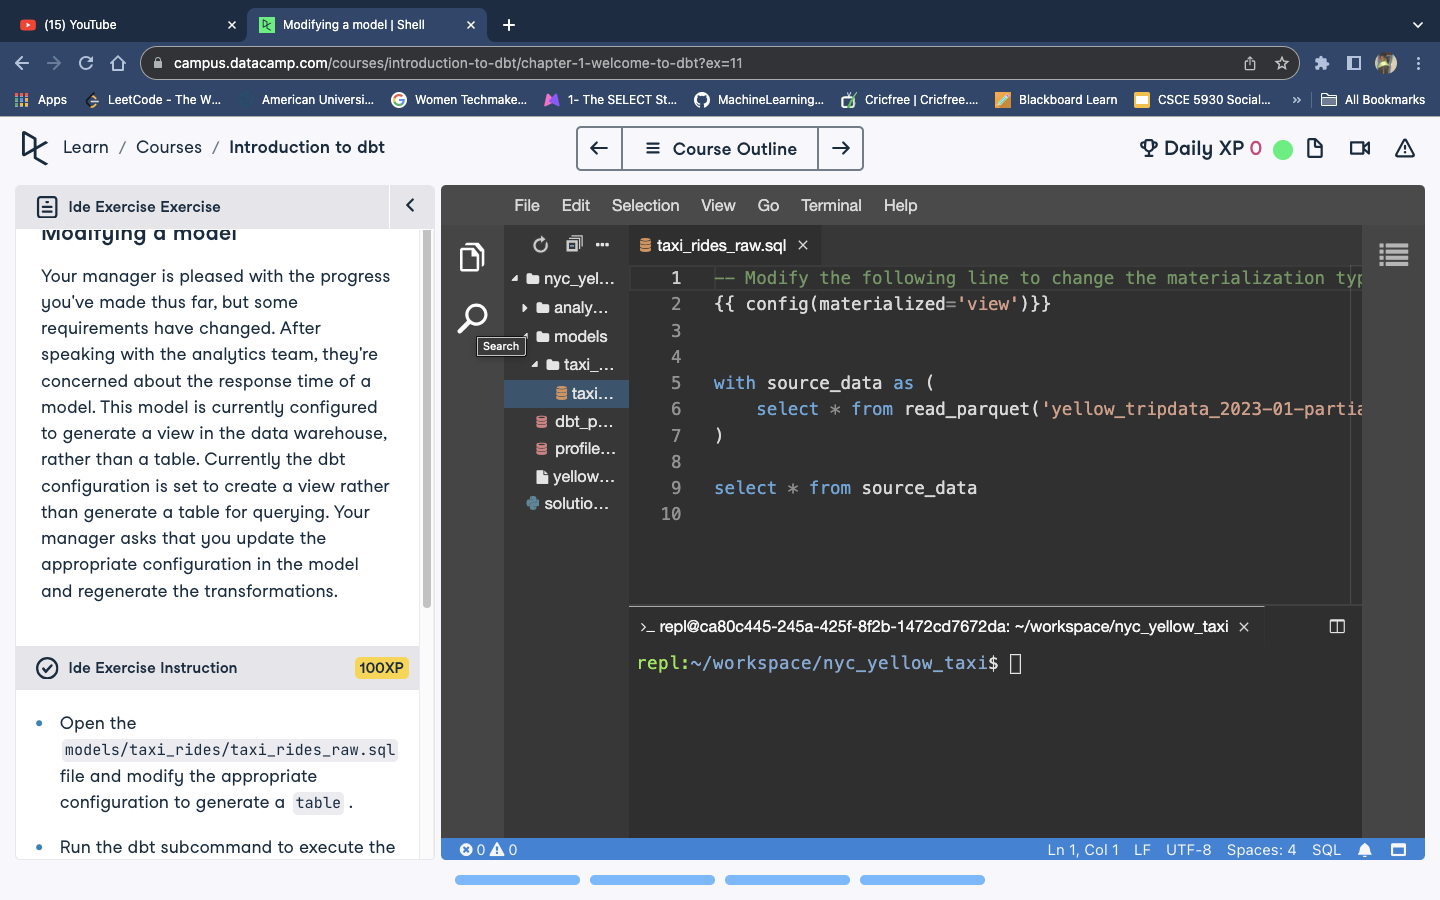 (15) YouTube
Modifying a model | Shell
campus.datacamp.com/courses/introduction-to-dbt/chapter-1-welcome-to-dbt?ex=11
Apps
LeetCode - The W...
American Universi...
Women Techmake...
1- The SELECT St...
MachineLearning...
Cricfree | Cricfree....
Blackboard Learn
CSCE 5930 Social...
»
All Bookmarks
Learn / Courses / Introduction to dbt
Course Outline
Daily XP 0
Ide Exercise Exercise
Modifying a model
Your manager is pleased with the progress
you've made thus far, but some
requirements have changed. After
speaking with the analytics team, they're
concerned about the response time of a
model. This model is currently configured
to generate a view in the data warehouse,
rather than a table. Currently the dbt
configuration is set to create a view rather
than generate a table for querying. Your
manager asks that you update the
appropriate configuration in the model
and regenerate the transformations.
Ide Exercise Instruction
100XP
Open the
models/taxi_rides/taxi_rides_raw.sql
file and modify the appropriate
configuration to generate a table .
Run the dbt subcommand to execute the
File Edit Selection View Go Terminal Help
Search
nyc_yel...
analy...
models
taxi_...
taxi...
dbt_p...
profile...
yellow...
solutio...
taxi_rides_raw.sql
1 -- Modify the following line to change the materialization typ
2 {{ config(materialized='view')}}
3
4
5 with source_data as (
6 select * from read_parquet('yellow_tripdata_2023-01-partia
7 )
8
9 select * from source_data
10
>_ repl@ca80c445-245a-425f-8f2b-1472cd7672da: ~/workspace/nyc_yellow_taxi
repl:~/workspace/nyc_yellow_taxi$
0 0
Ln 1, Col 1 LF UTF-8 Spaces: 4 SQL